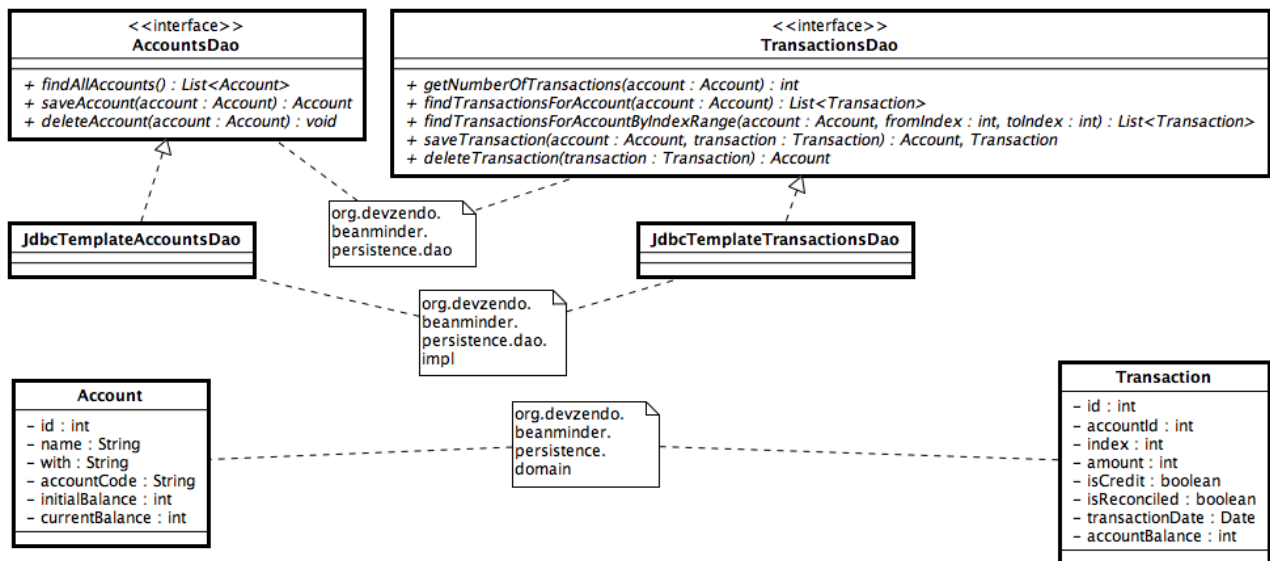 <<interface>>
AccountsDao
+ findAllAccounts() : List<Account>
+ saveAccount(account : Account) : Account
+ deleteAccount(account : Account) : void
<<interface>>
TransactionsDao
+ getNumberOfTransactions(account : Account) : int
+ findTransactionsForAccount(account : Account) : List<Transaction>
+ findTransactionsForAccountByIndexRange(account : Account, fromIndex : int, toIndex : int) : List<Transaction>
+ saveTransaction(account : Account, transaction : Transaction) : Account, Transaction
+ deleteTransaction(transaction : Transaction) : Account
org.devzendo.
beanminder.
persistence.dao
JdbcTemplateAccountsDao
JdbcTemplateTransactionsDao
org.devzendo.
beanminder.
persistence.dao.
impl
Account
- id : int
- name : String
- with : String
- accountCode : String
- initialBalance : int
- currentBalance : int
org.devzendo.
beanminder.
persistence.
domain
Transaction
- id : int
- accountId : int
- index : int
- amount : int
- isCredit : boolean
- isReconciled : boolean
- transactionDate : Date
- accountBalance : int